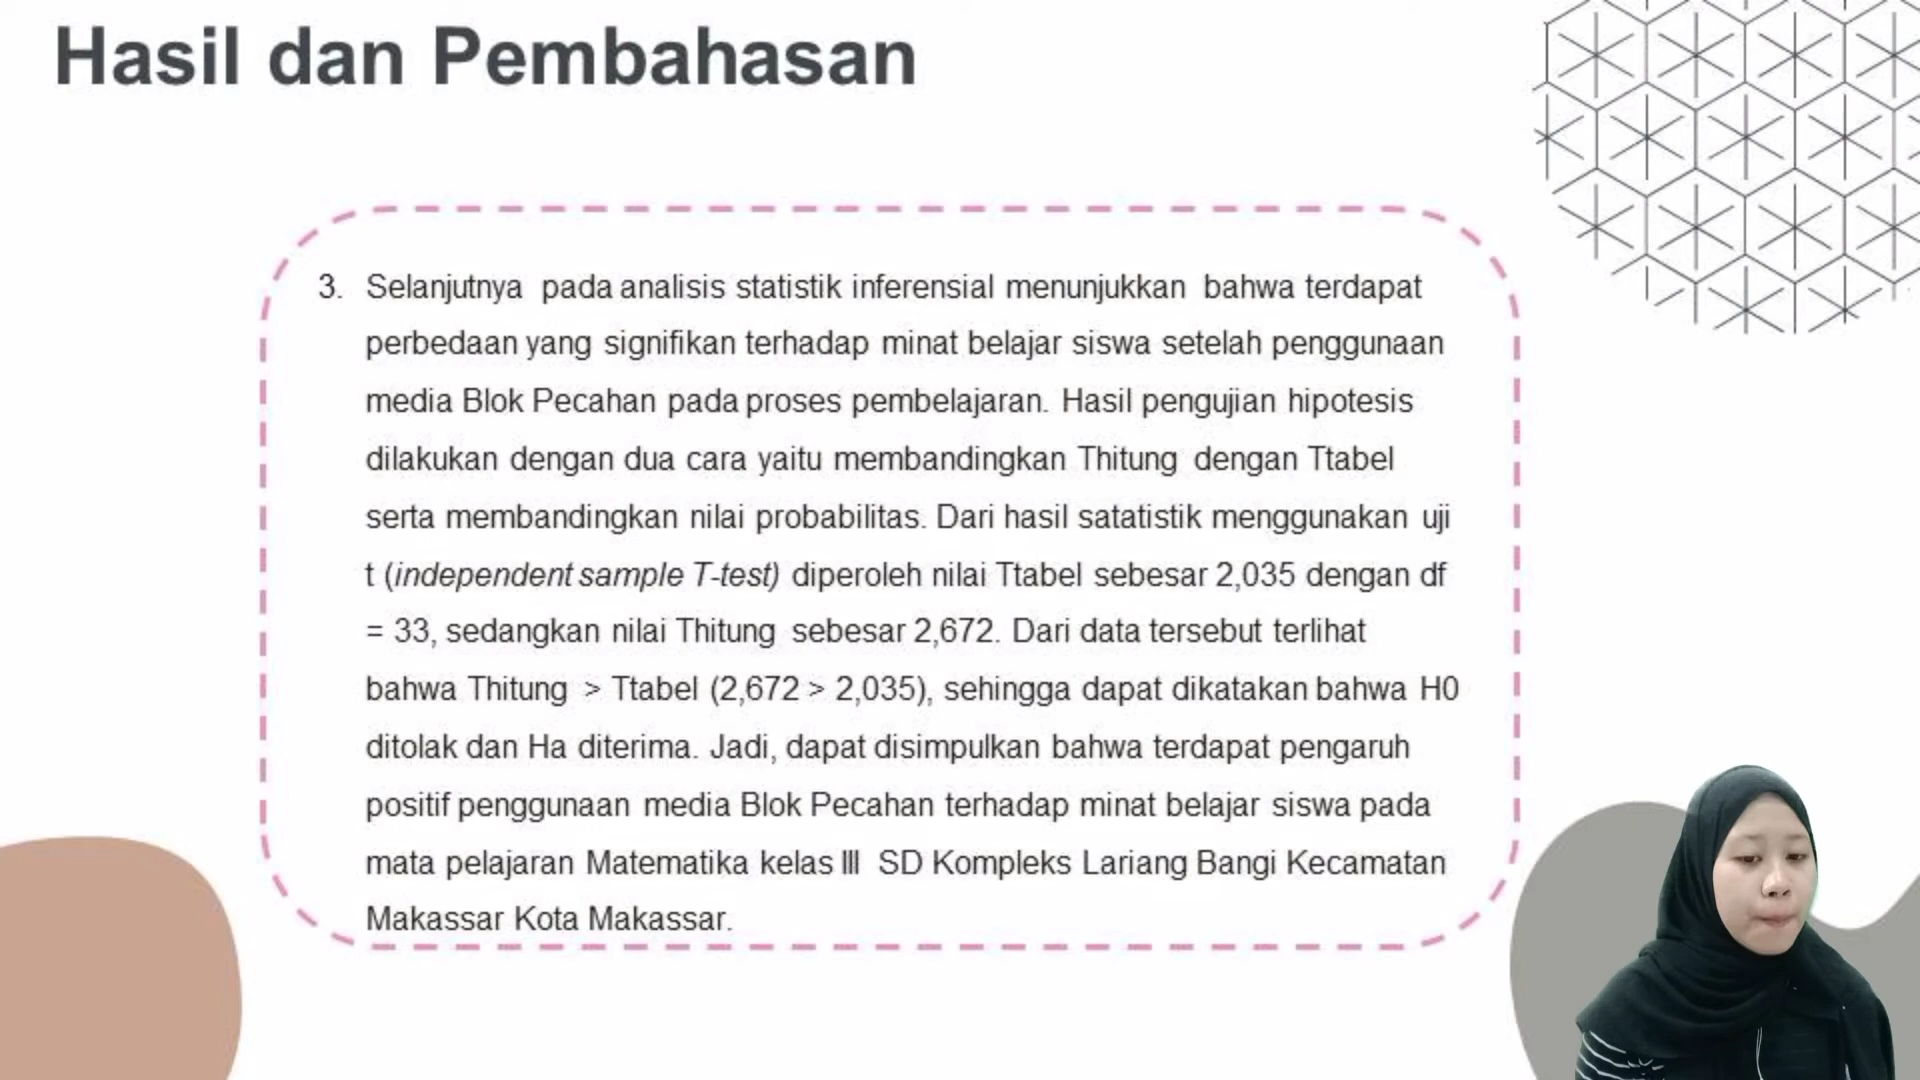 Hasil dan Pembahasan
3. Selanjutnya pada analisis statistik inferensial menunjukkan bahwa terdapat
perbedaan yang signifikan terhadap minat belajar siswa setelah penggunaan
media Blok Pecahan pada proses pembelajaran. Hasil pengujian hipotesis
dilakukan dengan dua cara yaitu membandingkan Thitung dengan Ttabel
serta membandingkan nilai probabilitas. Dari hasil satatistik menggunakan uji
t (independent sample T-test) diperoleh nilai Ttabel sebesar 2,035 dengan df
= 33, sedangkan nilai Thitung sebesar 2,672. Dari data tersebut terlihat
bahwa Thitung > Ttabel (2,672 > 2,035), sehingga dapat dikatakan bahwa H0
ditolak dan Ha diterima. Jadi, dapat disimpulkan bahwa terdapat pengaruh
positif penggunaan media Blok Pecahan terhadap minat belajar siswa pada
mata pelajaran Matematika kelas III SD Kompleks Lariang Bangi Kecamatan
Makassar Kota Makassar.